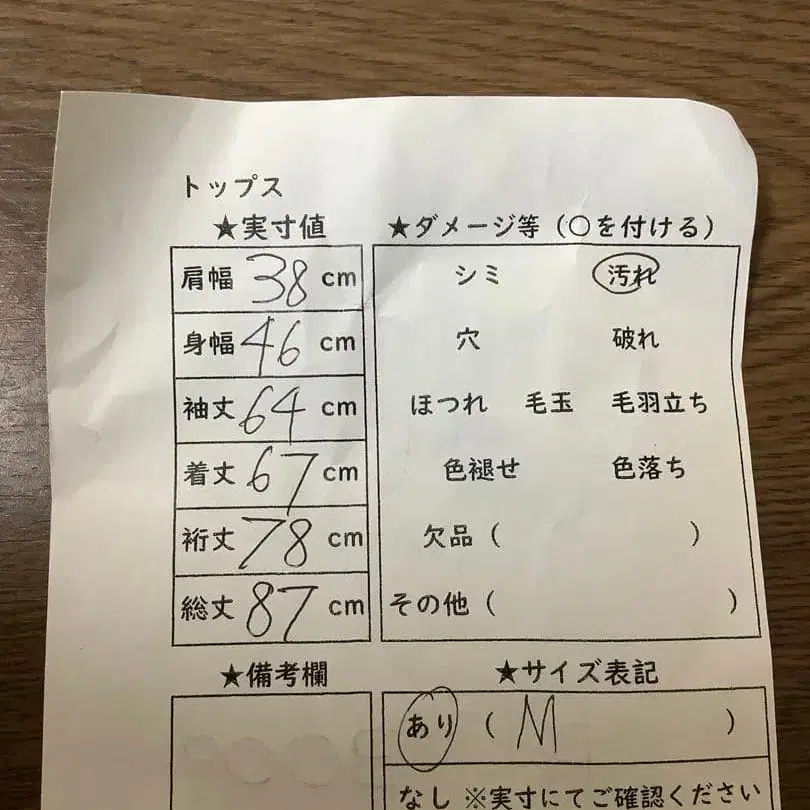 トップス
★実寸値
肩幅 38 cm
身幅 46 cm
袖丈 64 cm
着丈 67 cm
裄丈 78 cm
総丈 87 cm
★ダメージ等（○を付ける）
シミ 汚れ
穴 破れ
ほつれ 毛玉 毛羽立ち
色褪せ 色落ち
欠品（ ）
その他（ ）
★備考欄
★サイズ表記
あり（ M ）
なし ※実寸にてご確認ください